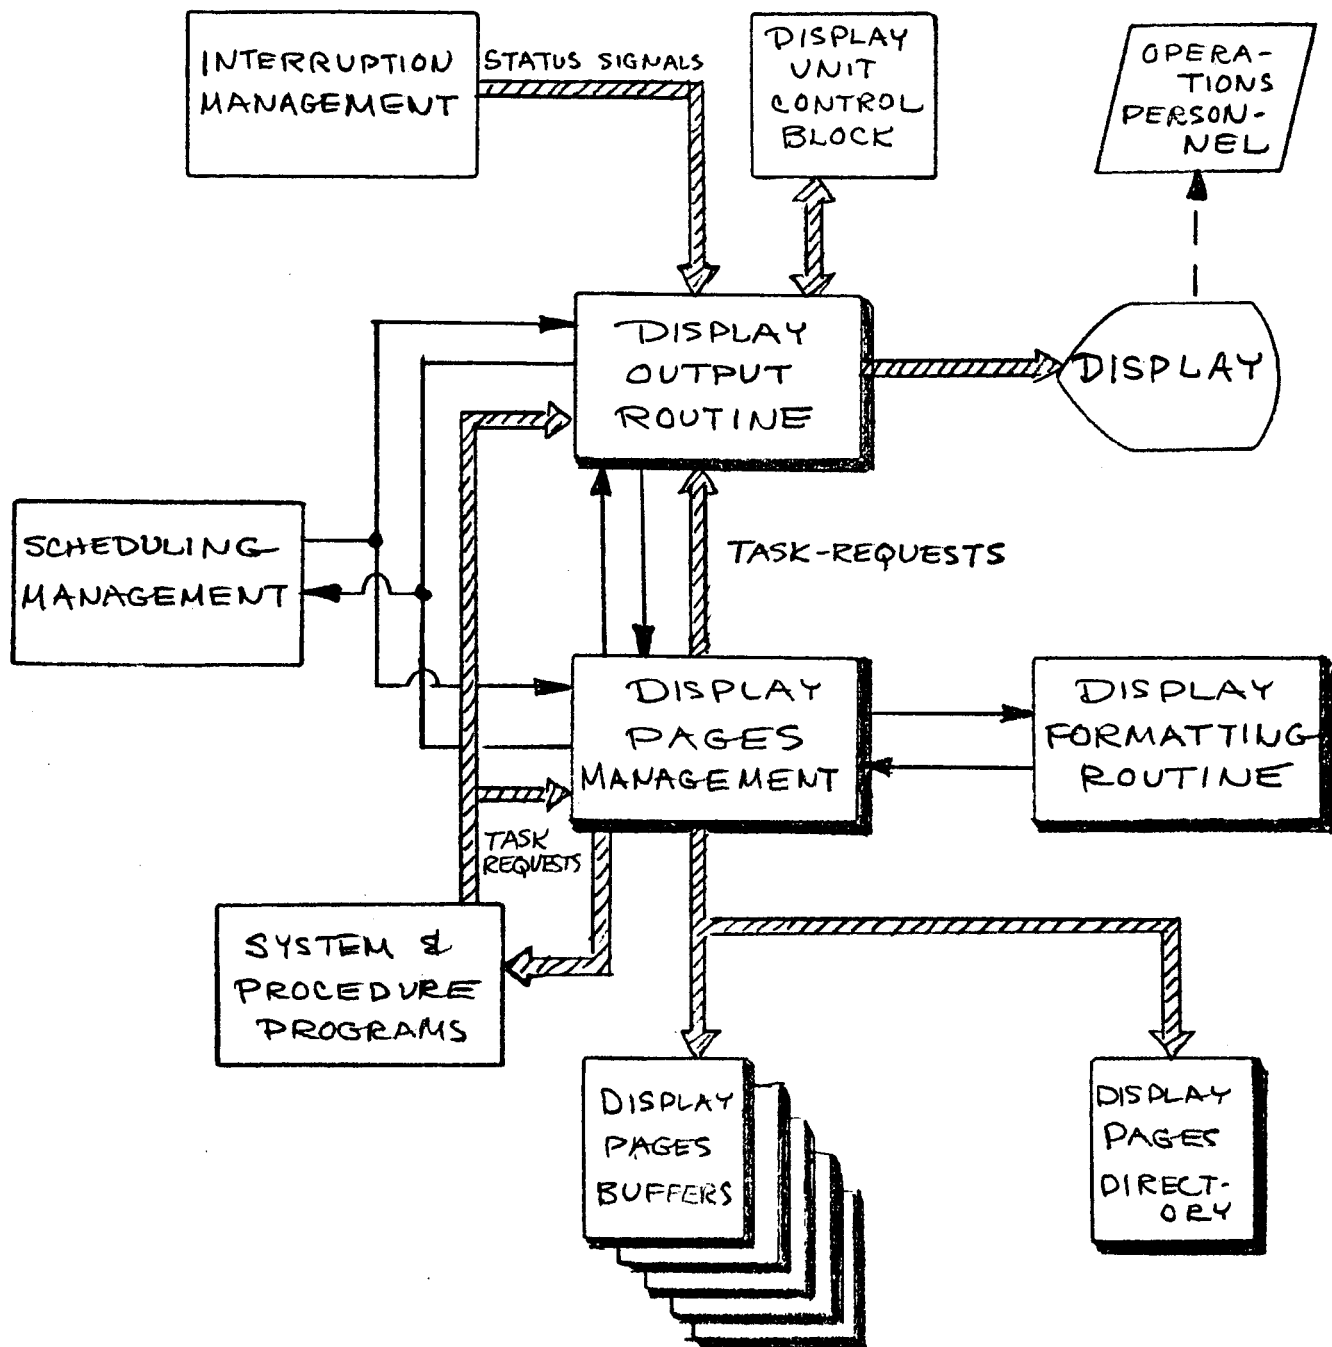 INTERRUPTION
MANAGEMENT
STATUS SIGNALS
DISPLAY
UNIT
CONTROL
BLOCK
OPERA-
TIONS
PERSON-
NEL
DISPLAY
OUTPUT
ROUTINE
DISPLAY
SCHEDULING
MANAGEMENT
TASK-REQUESTS
DISPLAY
PAGES
MANAGEMENT
DISPLAY
FORMATTING
ROUTINE
TASK
REQUESTS
SYSTEM &
PROCEDURE
PROGRAMS
DISPLAY
PAGES
BUFFERS
DISPLAY
PAGES
DIRECT-
ORY